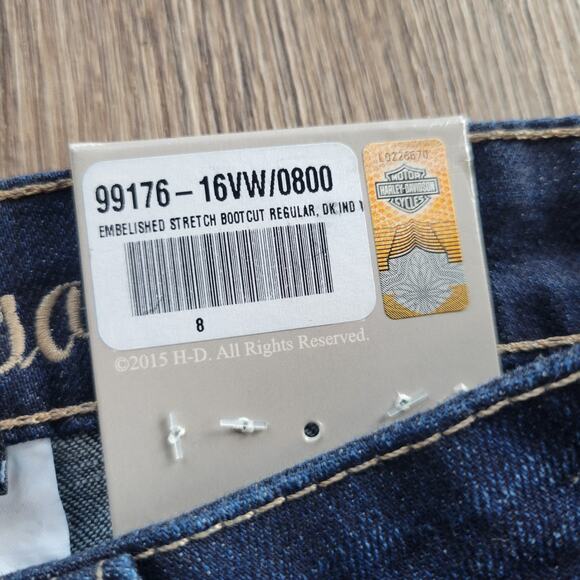 99176-16VW/0800
EMBELISHED STRETCH BOOTCUT REGULAR, DK IND
8
©2015 H-D. All Rights Reserved.
MOTOR
HARLEY-DAVIDSON
CYCLES